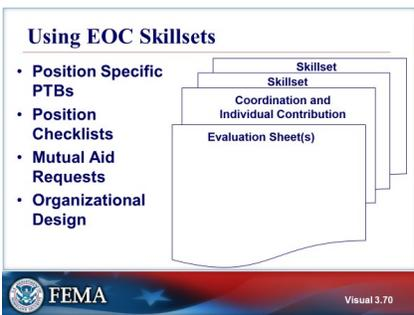 Using EOC Skillsets
• Position Specific
PTBs
• Position
Checklists
• Mutual Aid
Requests
• Organizational
Design
Skillset
Skillset
Coordination and
Individual Contribution
Evaluation Sheet(s)
FEMA
Visual 3.70